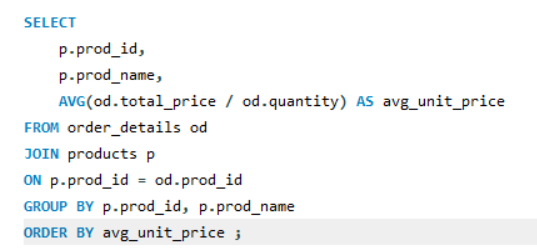 SELECT
    p.prod_id,
    p.prod_name,
    AVG(od.total_price / od.quantity) AS avg_unit_price
FROM order_details od
JOIN products p
ON p.prod_id = od.prod_id
GROUP BY p.prod_id, p.prod_name
ORDER BY avg_unit_price ;